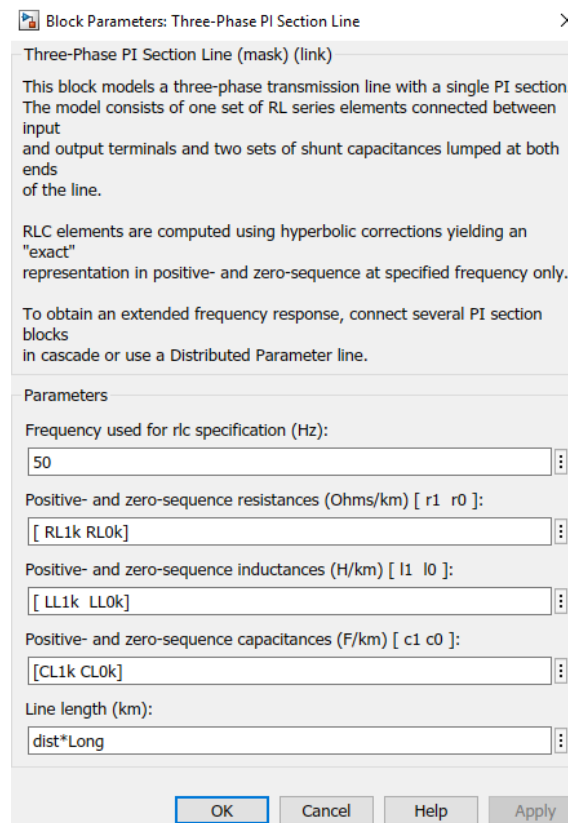 Block Parameters: Three-Phase PI Section Line
Three-Phase PI Section Line (mask) (link)
This block models a three-phase transmission line with a single PI section
The model consists of one set of RL series elements connected between
input
and output terminals and two sets of shunt capacitances lumped at both
ends
of the line.
RLC elements are computed using hyperbolic corrections yielding an
"exact"
representation in positive- and zero-sequence at specified frequency only.
To obtain an extended frequency response, connect several PI section
blocks
in cascade or use a Distributed Parameter line.
Parameters
Frequency used for rlc specification (Hz):
50
Positive- and zero-sequence resistances (Ohms/km) [ r1  r0 ]:
[ RL1k RL0k]
Positive- and zero-sequence inductances (H/km) [ l1  l0 ]:
[ LL1k  LL0k]
Positive- and zero-sequence capacitances (F/km) [ c1 c0 ]:
[CL1k CL0k]
Line length (km):
dist*Long
OK Cancel Help Apply